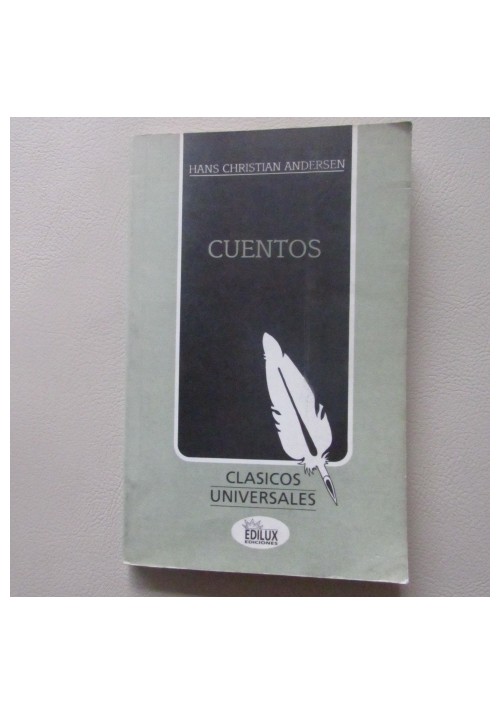 HANS CHRISTIAN ANDERSEN
CUENTOS
CLASICOS
UNIVERSALES
EDILUX
EDICIONES